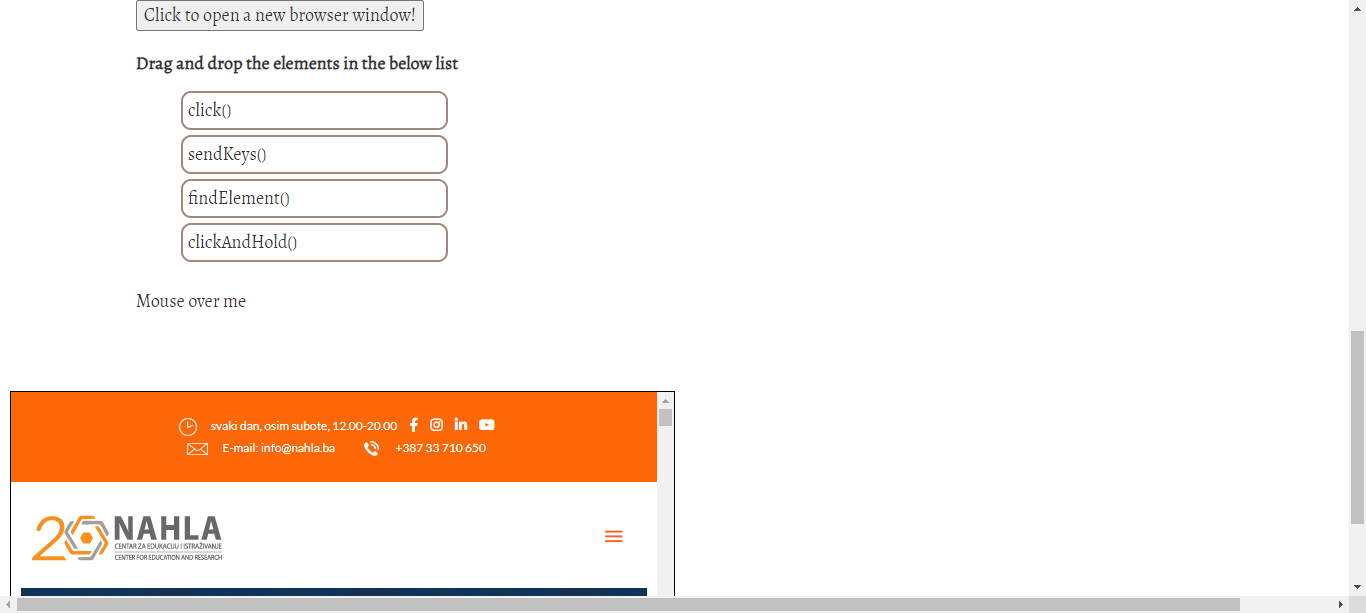 Click to open a new browser window!
Drag and drop the elements in the below list
click()
sendKeys()
findElement()
clickAndHold()
Mouse over me
svaki dan, osim subote, 12.00-20.00
E-mail: info@nahla.ba +387 33 710 650
20 NAHLA
CENTAR ZA EDUKACIJU I ISTRAŽIVANJE
CENTER FOR EDUCATION AND RESEARCH